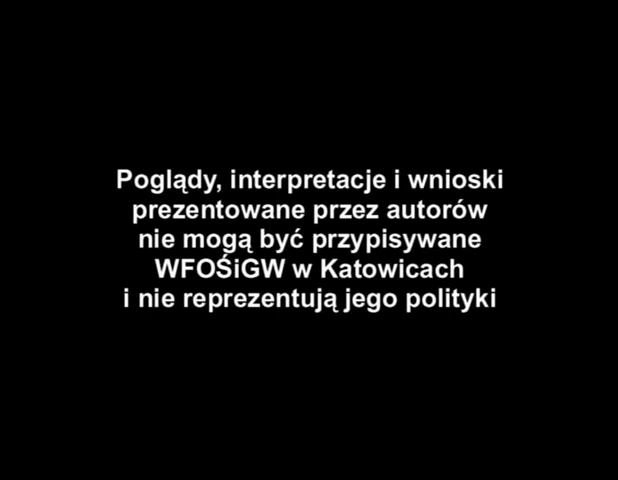 Poglądy, interpretacje i wnioski
prezentowane przez autorów
nie mogą być przypisywane
WFOŚiGW w Katowicach
i nie reprezentują jego polityki